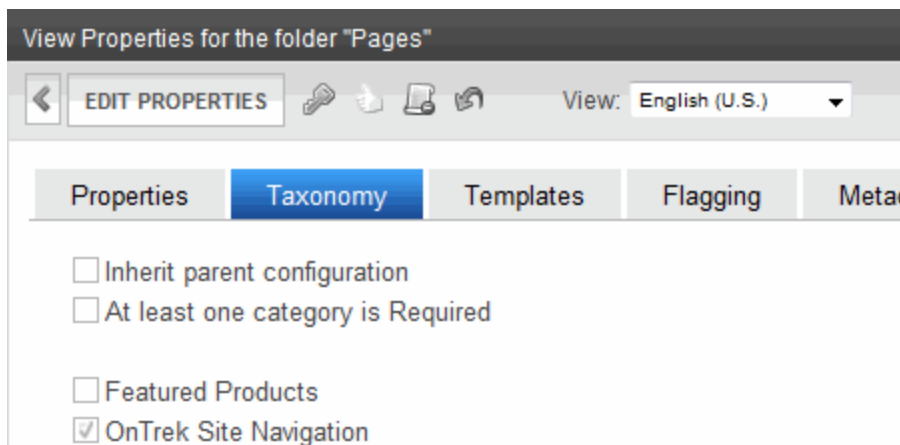 View Properties for the folder "Pages"
EDIT PROPERTIES View: English (U.S.)
Properties Taxonomy Templates Flagging Metac
Inherit parent configuration
At least one category is Required
Featured Products
OnTrek Site Navigation